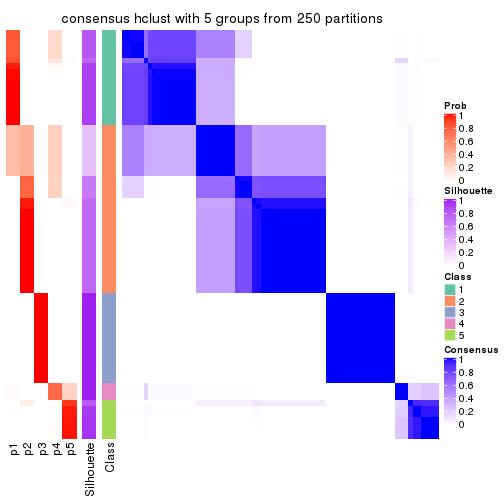 consensus hclust with 5 groups from 250 partitions
Prob
1
0.8
0.6
0.4
0.2
0
Silhouette
1
0.8
0.6
0.4
0.2
0
Class
1
2
3
4
5
Consensus
1
0.8
0.6
0.4
0.2
0
p1
p2
p3
p4
p5
Silhouette
Class